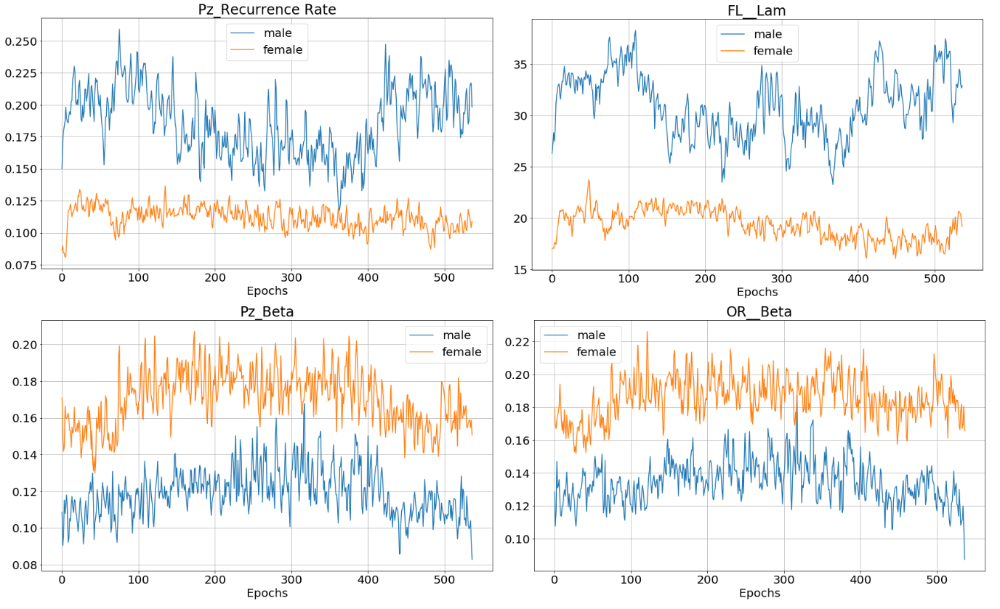 Pz_Recurrence Rate
male
female
0.250
0.225
0.200
0.175
0.150
0.125
0.100
0.075
0 100 200 300 400 500
Epochs
FL__Lam
male
female
35
30
25
20
15
0 100 200 300 400 500
Epochs
Pz_Beta
male
female
0.20
0.18
0.16
0.14
0.12
0.10
0.08
0 100 200 300 400 500
Epochs
OR__Beta
male
female
0.22
0.20
0.18
0.16
0.14
0.12
0.10
0 100 200 300 400 500
Epochs